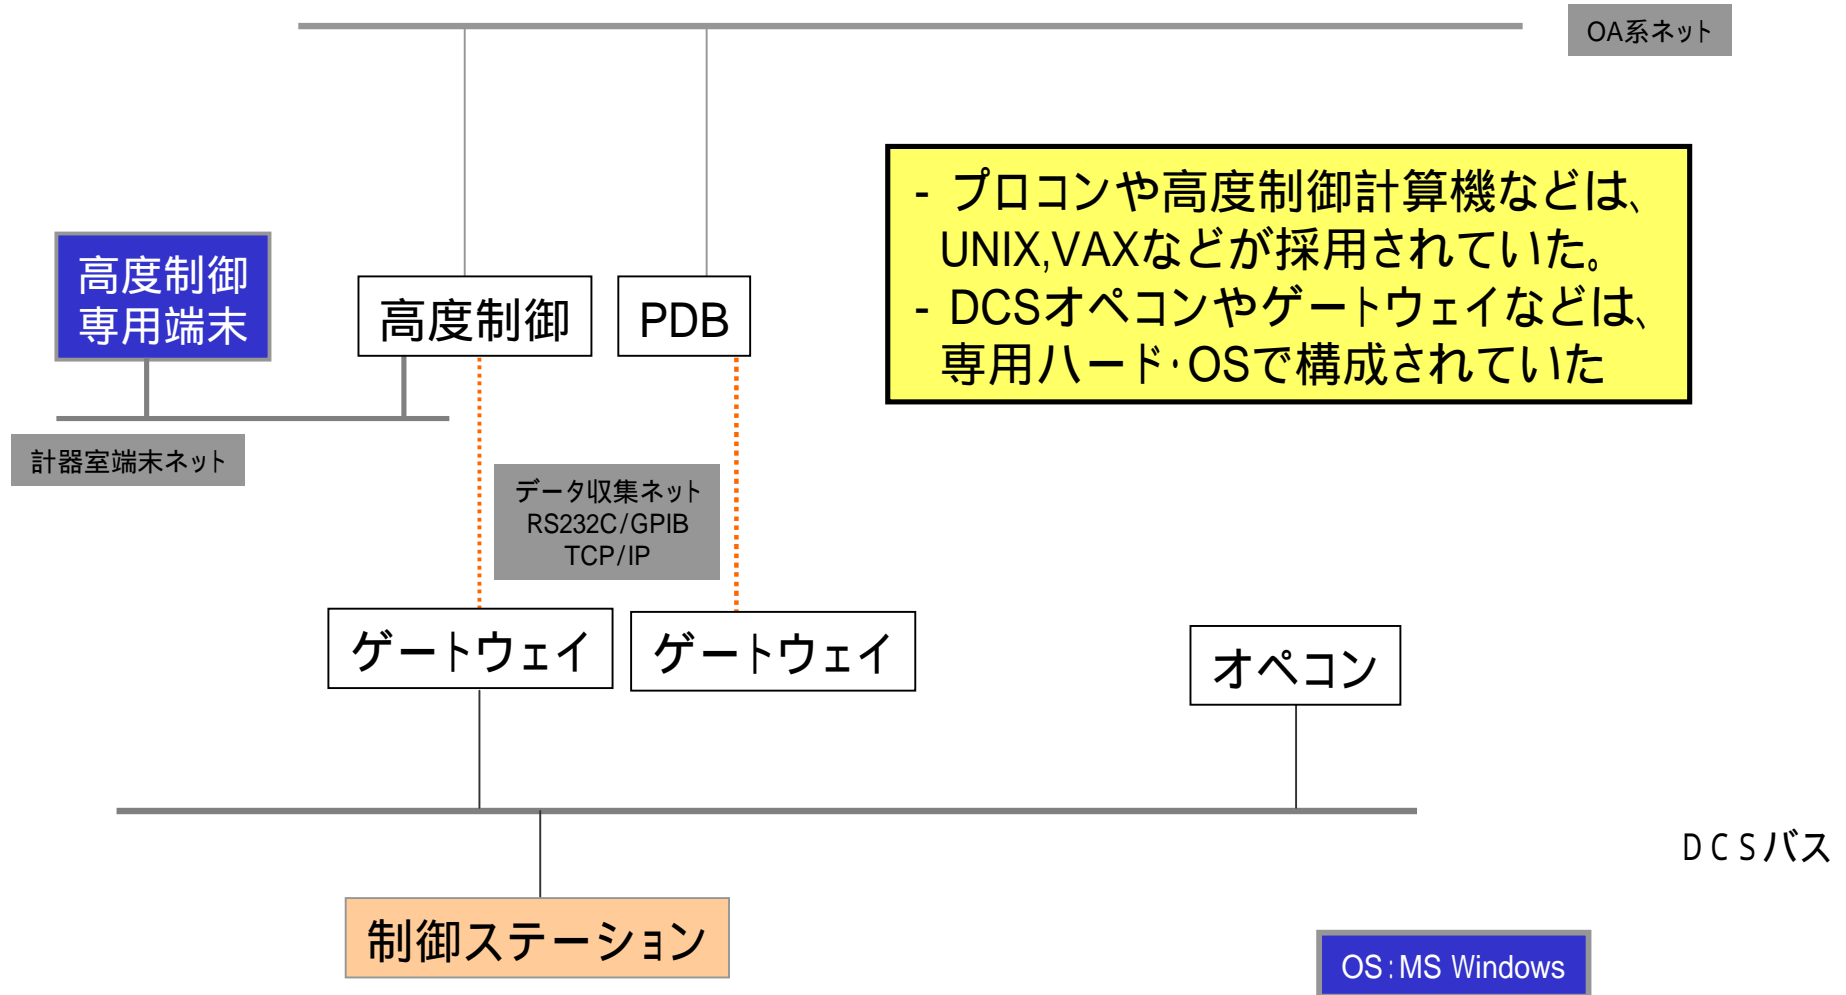 OA系ネット
- プロコンや高度制御計算機などは、
UNIX,VAXなどが採用されていた。
- DCSオペコンやゲートウェイなどは、
専用ハード・OSで構成されていた
高度制御
専用端末
高度制御
PDB
計器室端末ネット
データ収集ネット
RS232C/GPIB
TCP/IP
ゲートウェイ
ゲートウェイ
オペコン
DCSバス
制御ステーション
OS:MS Windows